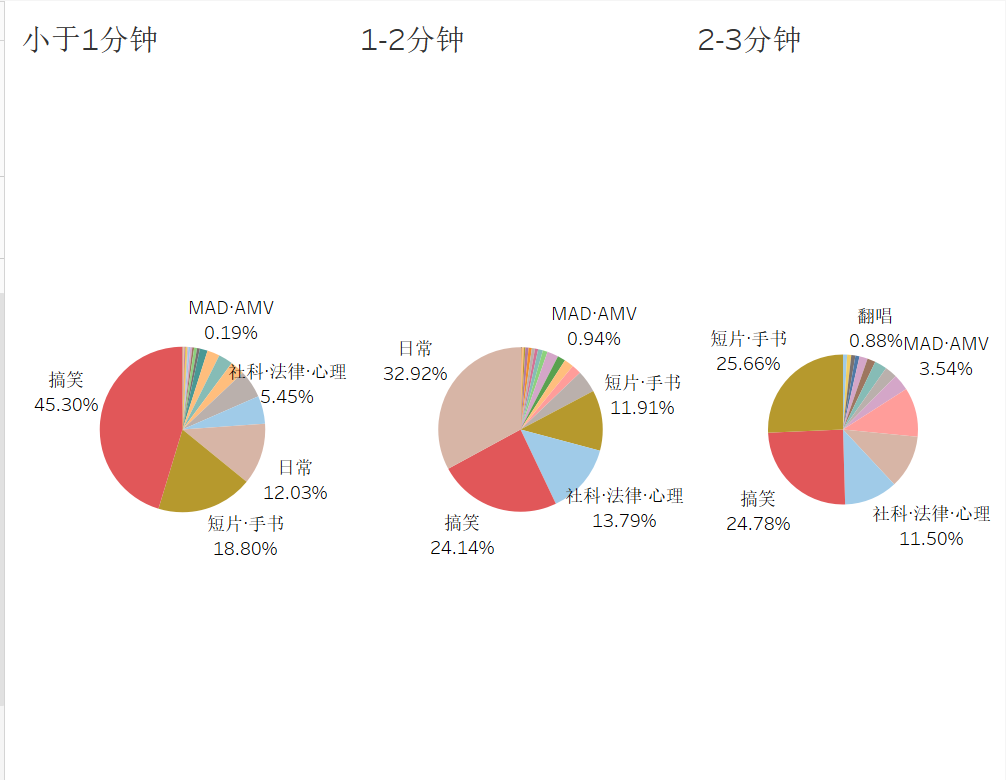 小于1分钟
1-2分钟
2-3分钟
MAD·AMV
0.19%
搞笑
45.30%
社科·法律·心理
5.45%
日常
12.03%
短片·手书
18.80%
MAD·AMV
0.94%
日常
32.92%
短片·手书
11.91%
社科·法律·心理
13.79%
搞笑
24.14%
翻唱
0.88%
MAD·AMV
3.54%
短片·手书
25.66%
搞笑
24.78%
社科·法律·心理
11.50%